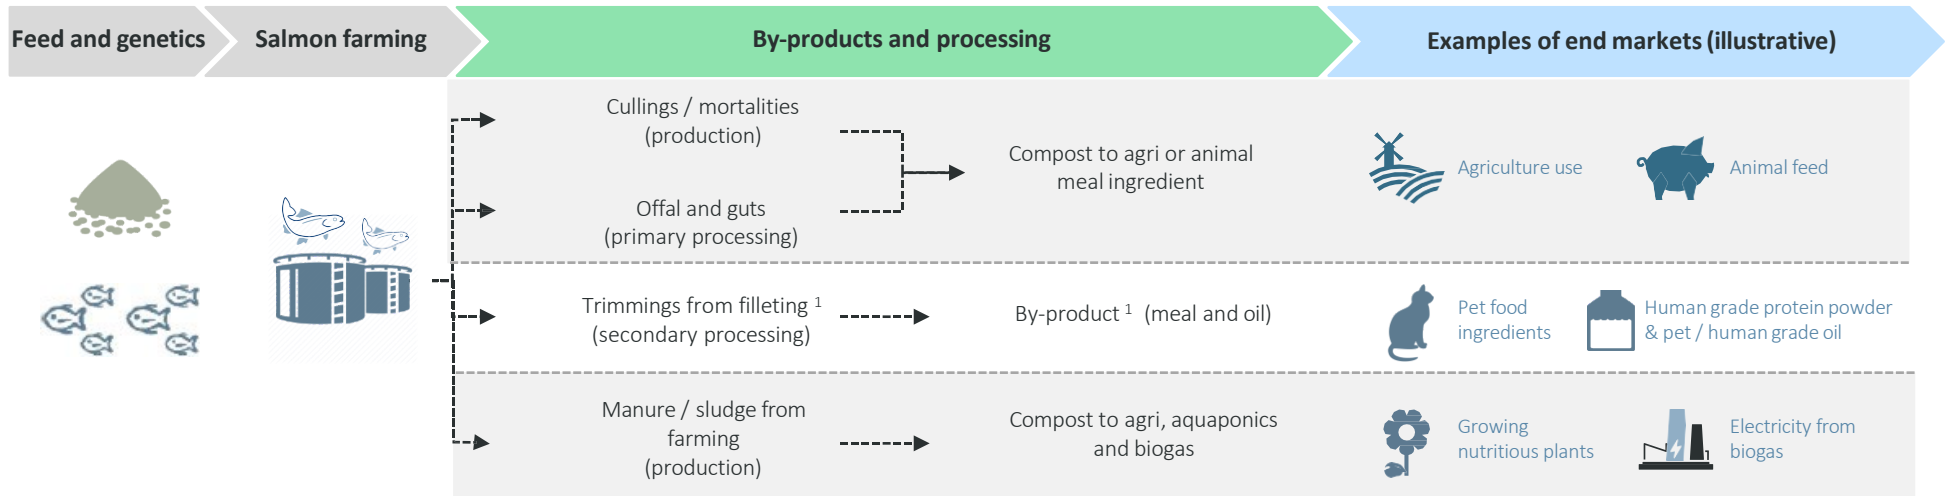 Feed and genetics
Salmon farming
By-products and processing
Examples of end markets (illustrative)
Cullings / mortalities
(production)
Offal and guts
(primary processing)
Compost to agri or animal
meal ingredient
Agriculture use
Animal feed
Trimmings from filleting 1
(secondary processing)
By-product 1 (meal and oil)
Pet food
ingredients
Human grade protein powder
& pet / human grade oil
Manure / sludge from
farming
(production)
Compost to agri, aquaponics
and biogas
Growing
nutritious plants
Electricity from
biogas